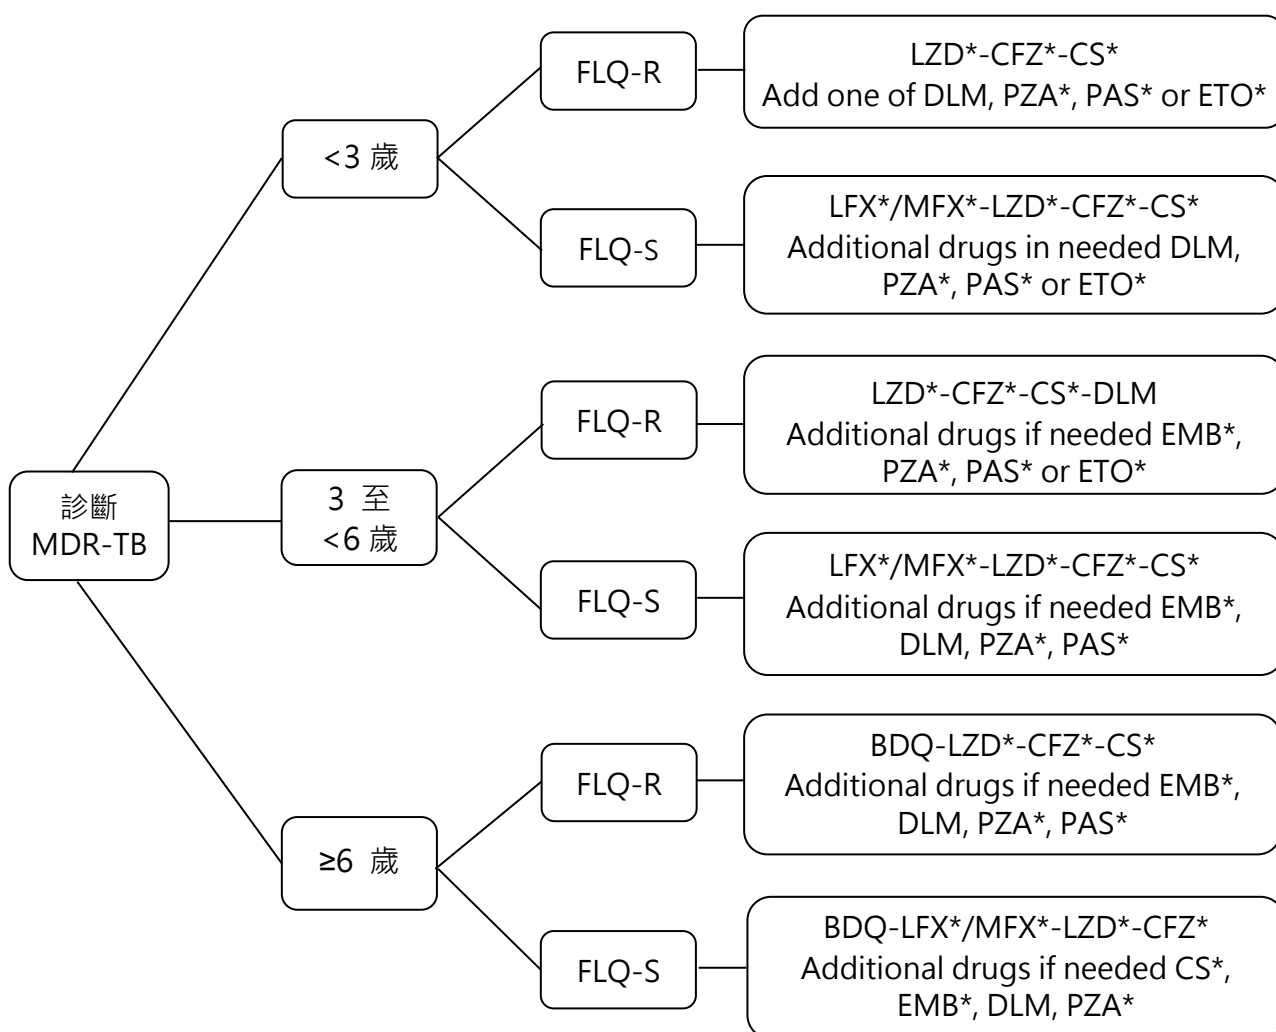 診斷
MDR-TB
<3 歲
FLQ-R
LZD*-CFZ*-CS*
Add one of DLM, PZA*, PAS* or ETO*
FLQ-S
LFX*/MFX*-LZD*-CFZ*-CS*
Additional drugs in needed DLM,
PZA*, PAS* or ETO*
3 至
<6 歲
FLQ-R
LZD*-CFZ*-CS*-DLM
Additional drugs if needed EMB*,
PZA*, PAS* or ETO*
FLQ-S
LFX*/MFX*-LZD*-CFZ*-CS*
Additional drugs if needed EMB*,
DLM, PZA*, PAS*
≥6 歲
FLQ-R
BDQ-LZD*-CFZ*-CS*
Additional drugs if needed EMB*,
DLM, PZA*, PAS*
FLQ-S
BDQ-LFX*/MFX*-LZD*-CFZ*
Additional drugs if needed CS*,
EMB*, DLM, PZA*